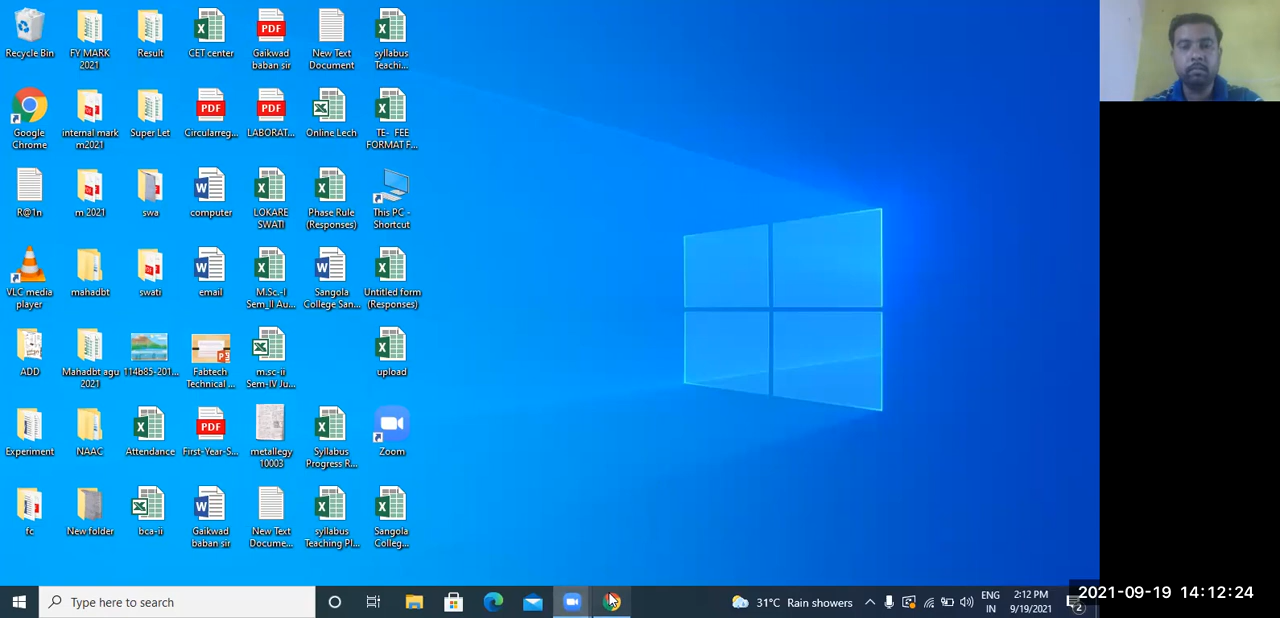 Recycle Bin
FY MARK
2021
Result
CET center
Gaikwad
baban sir
New Text
Document
syllabus
Teachi...
Google
Chrome
internal mark
m2021
Super Let
Circularreg...
LABORAT...
Online Lech
TE- FEE
FORMAT F...
R@1n
m 2021
swa
computer
LOKARE
SWATI
Phase Rule
(Responses)
This PC -
Shortcut
VLC media
player
mahadbt
swati
email
M.Sc.-I
Sem_II Au...
Sangola
College San...
Untitled form
(Responses)
ADD
Mahadbt agu
2021
114b85-201...
Fabtech
Technical ...
m.sc-ii
Sem-IV Ju...
upload
Experiment
NAAC
Attendance
First-Year-S...
metallegy
10003
Syllabus
Progress R...
Zoom
fc
New folder
bca-ii
Gaikwad
baban sir
New Text
Docume...
syllabus
Teaching Pl...
Sangola
Colleg...
Type here to search
31°C Rain showers
ENG
IN
2:12 PM
9/19/2021
2
2021-09-19 14:12:24